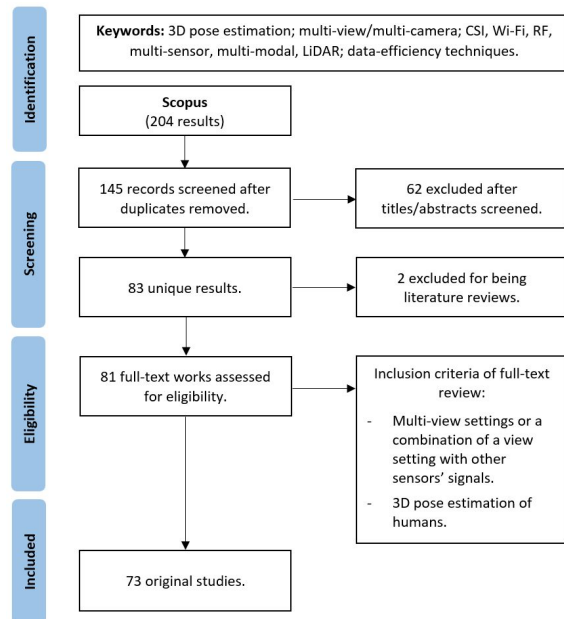 Identification
Keywords: 3D pose estimation; multi-view/multi-camera; CSI, Wi-Fi, RF,
multi-sensor, multi-modal, LiDAR; data-efficiency techniques.
Scopus
(204 results)
Screening
145 records screened after
duplicates removed.
62 excluded after
titles/abstracts screened.
83 unique results.
2 excluded for being
literature reviews.
Eligibility
81 full-text works assessed
for eligibility.
Inclusion criteria of full-text
review:
- Multi-view settings or a
combination of a view
setting with other
sensors' signals.
- 3D pose estimation of
humans.
Included
73 original studies.